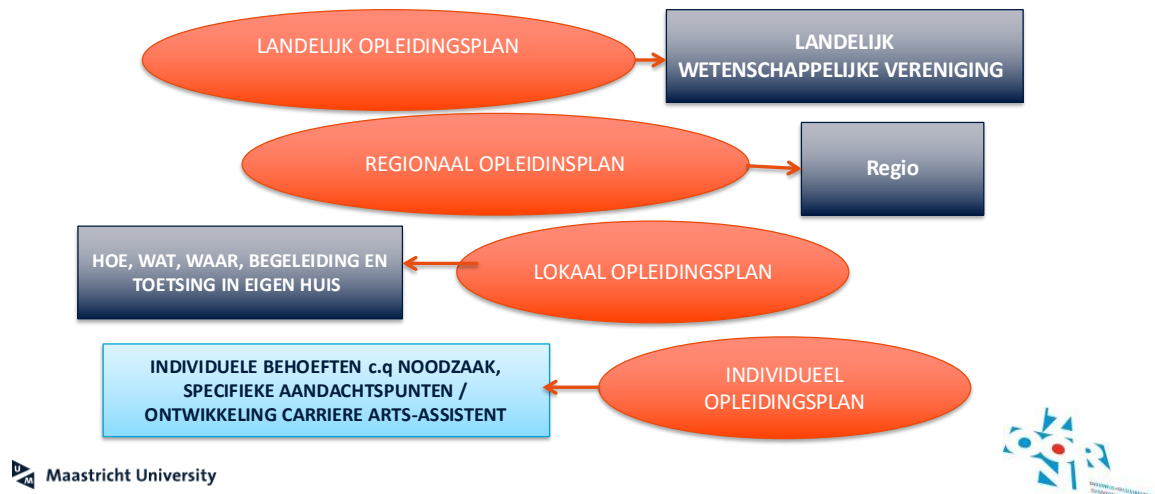 LANDELIJK OPLEIDINGSPLAN
LANDELIJK
WETENSCHAPPELIJKE VERENIGING
REGIONAAL OPLEIDINSPLAN
Regio
HOE, WAT, WAAR, BEGELEIDING EN
TOETSING IN EIGEN HUIS
LOKAAL OPLEIDINGSPLAN
INDIVIDUELE BEHOEFTEN c.q NOODZAAK,
SPECIFIEKE AANDACHTSPUNTEN /
ONTWIKKELING CARRIERE ARTS-ASSISTENT
INDIVIDUEEL
OPLEIDINGSPLAN
UM Maastricht University